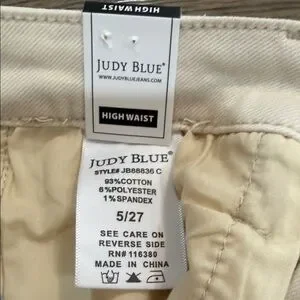 HIGH WAIST
JUDY BLUE®
WWW.JUDYBLUEJEANS.COM
HIGH WAIST
JUDY BLUE®
STYLE# JB88836 C
93%COTTON
6%POLYESTER
1%SPANDEX
5/27
SEE CARE ON
REVERSE SIDE
RN# 116380
MADE IN CHINA